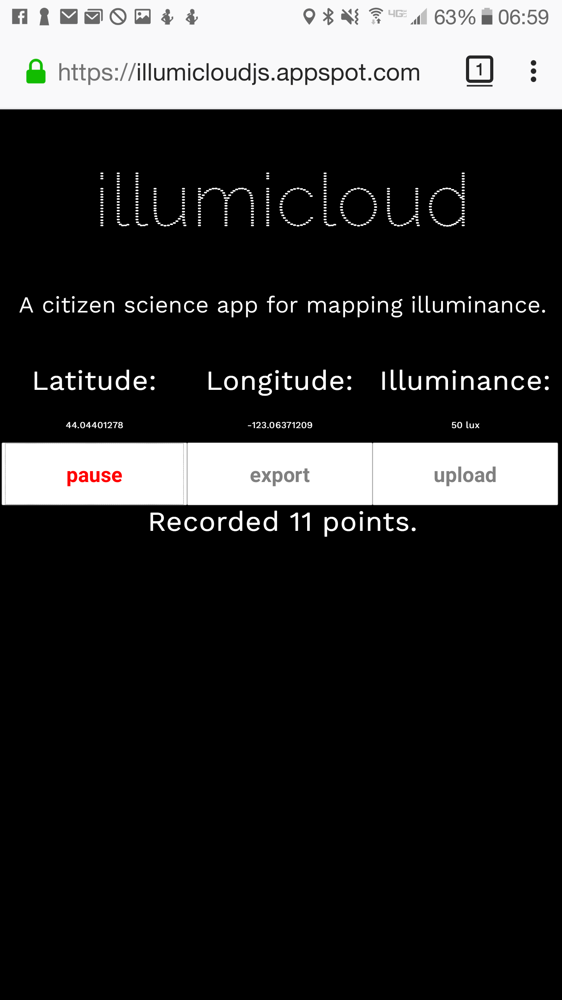 4G LTE 63% 06:59
https://illumicloudjs.appspot.com 1
illumicloud
A citizen science app for mapping illuminance.
Latitude: Longitude: Illuminance:
44.04401278 -123.06371209 50 lux
pause export upload
Recorded 11 points.